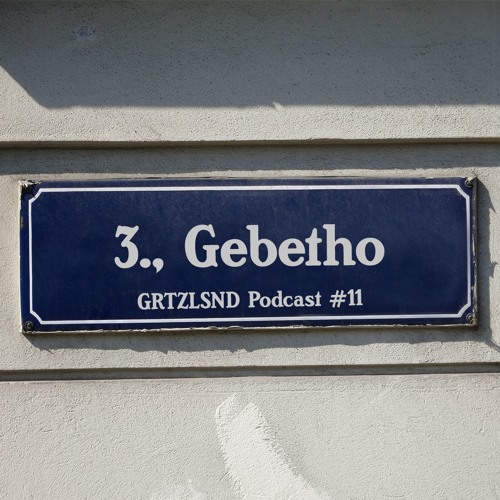 3., Gebetho
GRTZLSND Podcast #11